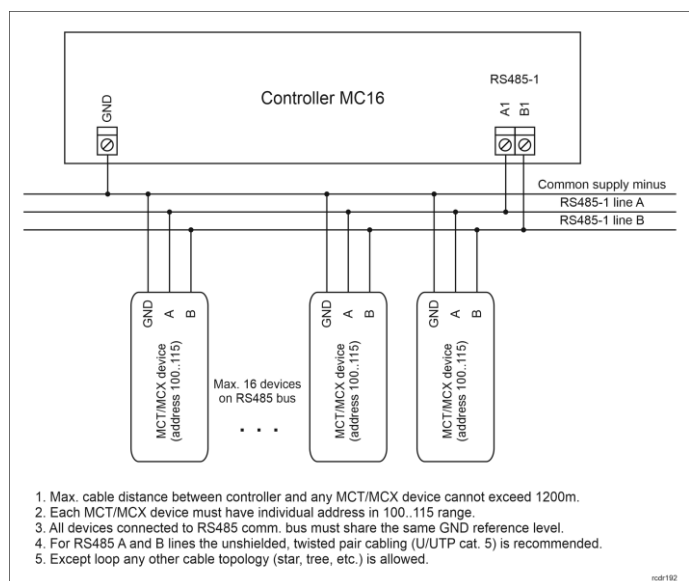 Controller MC16
GND
RS485-1
A1
B1
Common supply minus
RS485-1 line A
RS485-1 line B
GND
A
B
MCT/MCX device
(address 100..115)
Max. 16 devices
on RS485 bus
. . .
GND
A
B
MCT/MCX device
(address 100..115)
GND
A
B
MCT/MCX device
(address 100..115)
1. Max. cable distance between controller and any MCT/MCX device cannot exceed 1200m.
2. Each MCT/MCX device must have individual address in 100..115 range.
3. All devices connected to RS485 comm. bus must share the same GND reference level.
4. For RS485 A and B lines the unshielded, twisted pair cabling (U/UTP cat. 5) is recommended.
5. Except loop any other cable topology (star, tree, etc.) is allowed.
rcdr192